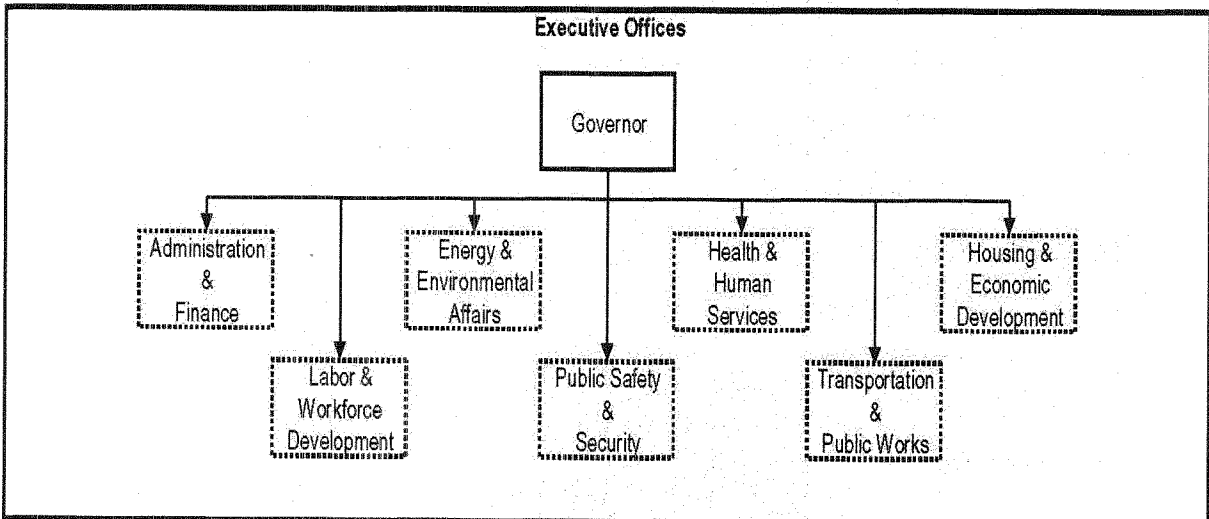 Executive Offices
Governor
Administration
&
Finance
Energy &
Environmental
Affairs
Health &
Human
Services
Housing &
Economic
Development
Labor &
Workforce
Development
Public Safety
&
Security
Transportation
&
Public Works